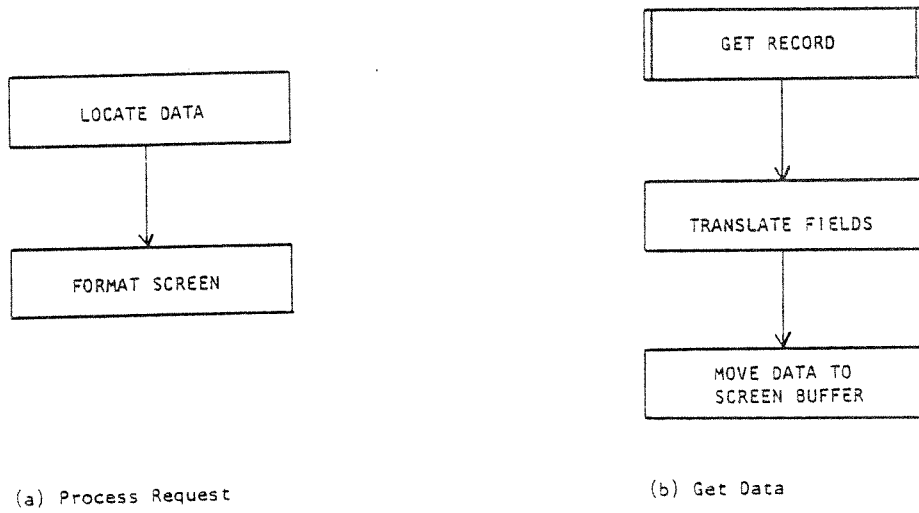 LOCATE DATA
FORMAT SCREEN
(a) Process Request
GET RECORD
TRANSLATE FIELDS
MOVE DATA TO
SCREEN BUFFER
(b) Get Data